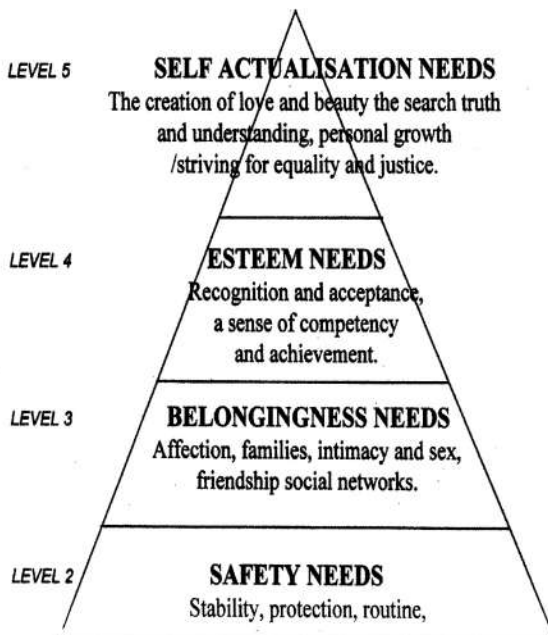 LEVEL 5 SELF ACTUALISATION NEEDS
The creation of love and beauty the search truth
and understanding, personal growth
/striving for equality and justice.
LEVEL 4 ESTEEM NEEDS
Recognition and acceptance,
a sense of competency
and achievement.
LEVEL 3 BELONGINGNESS NEEDS
Affection, families, intimacy and sex,
friendship social networks.
LEVEL 2 SAFETY NEEDS
Stability, protection, routine,